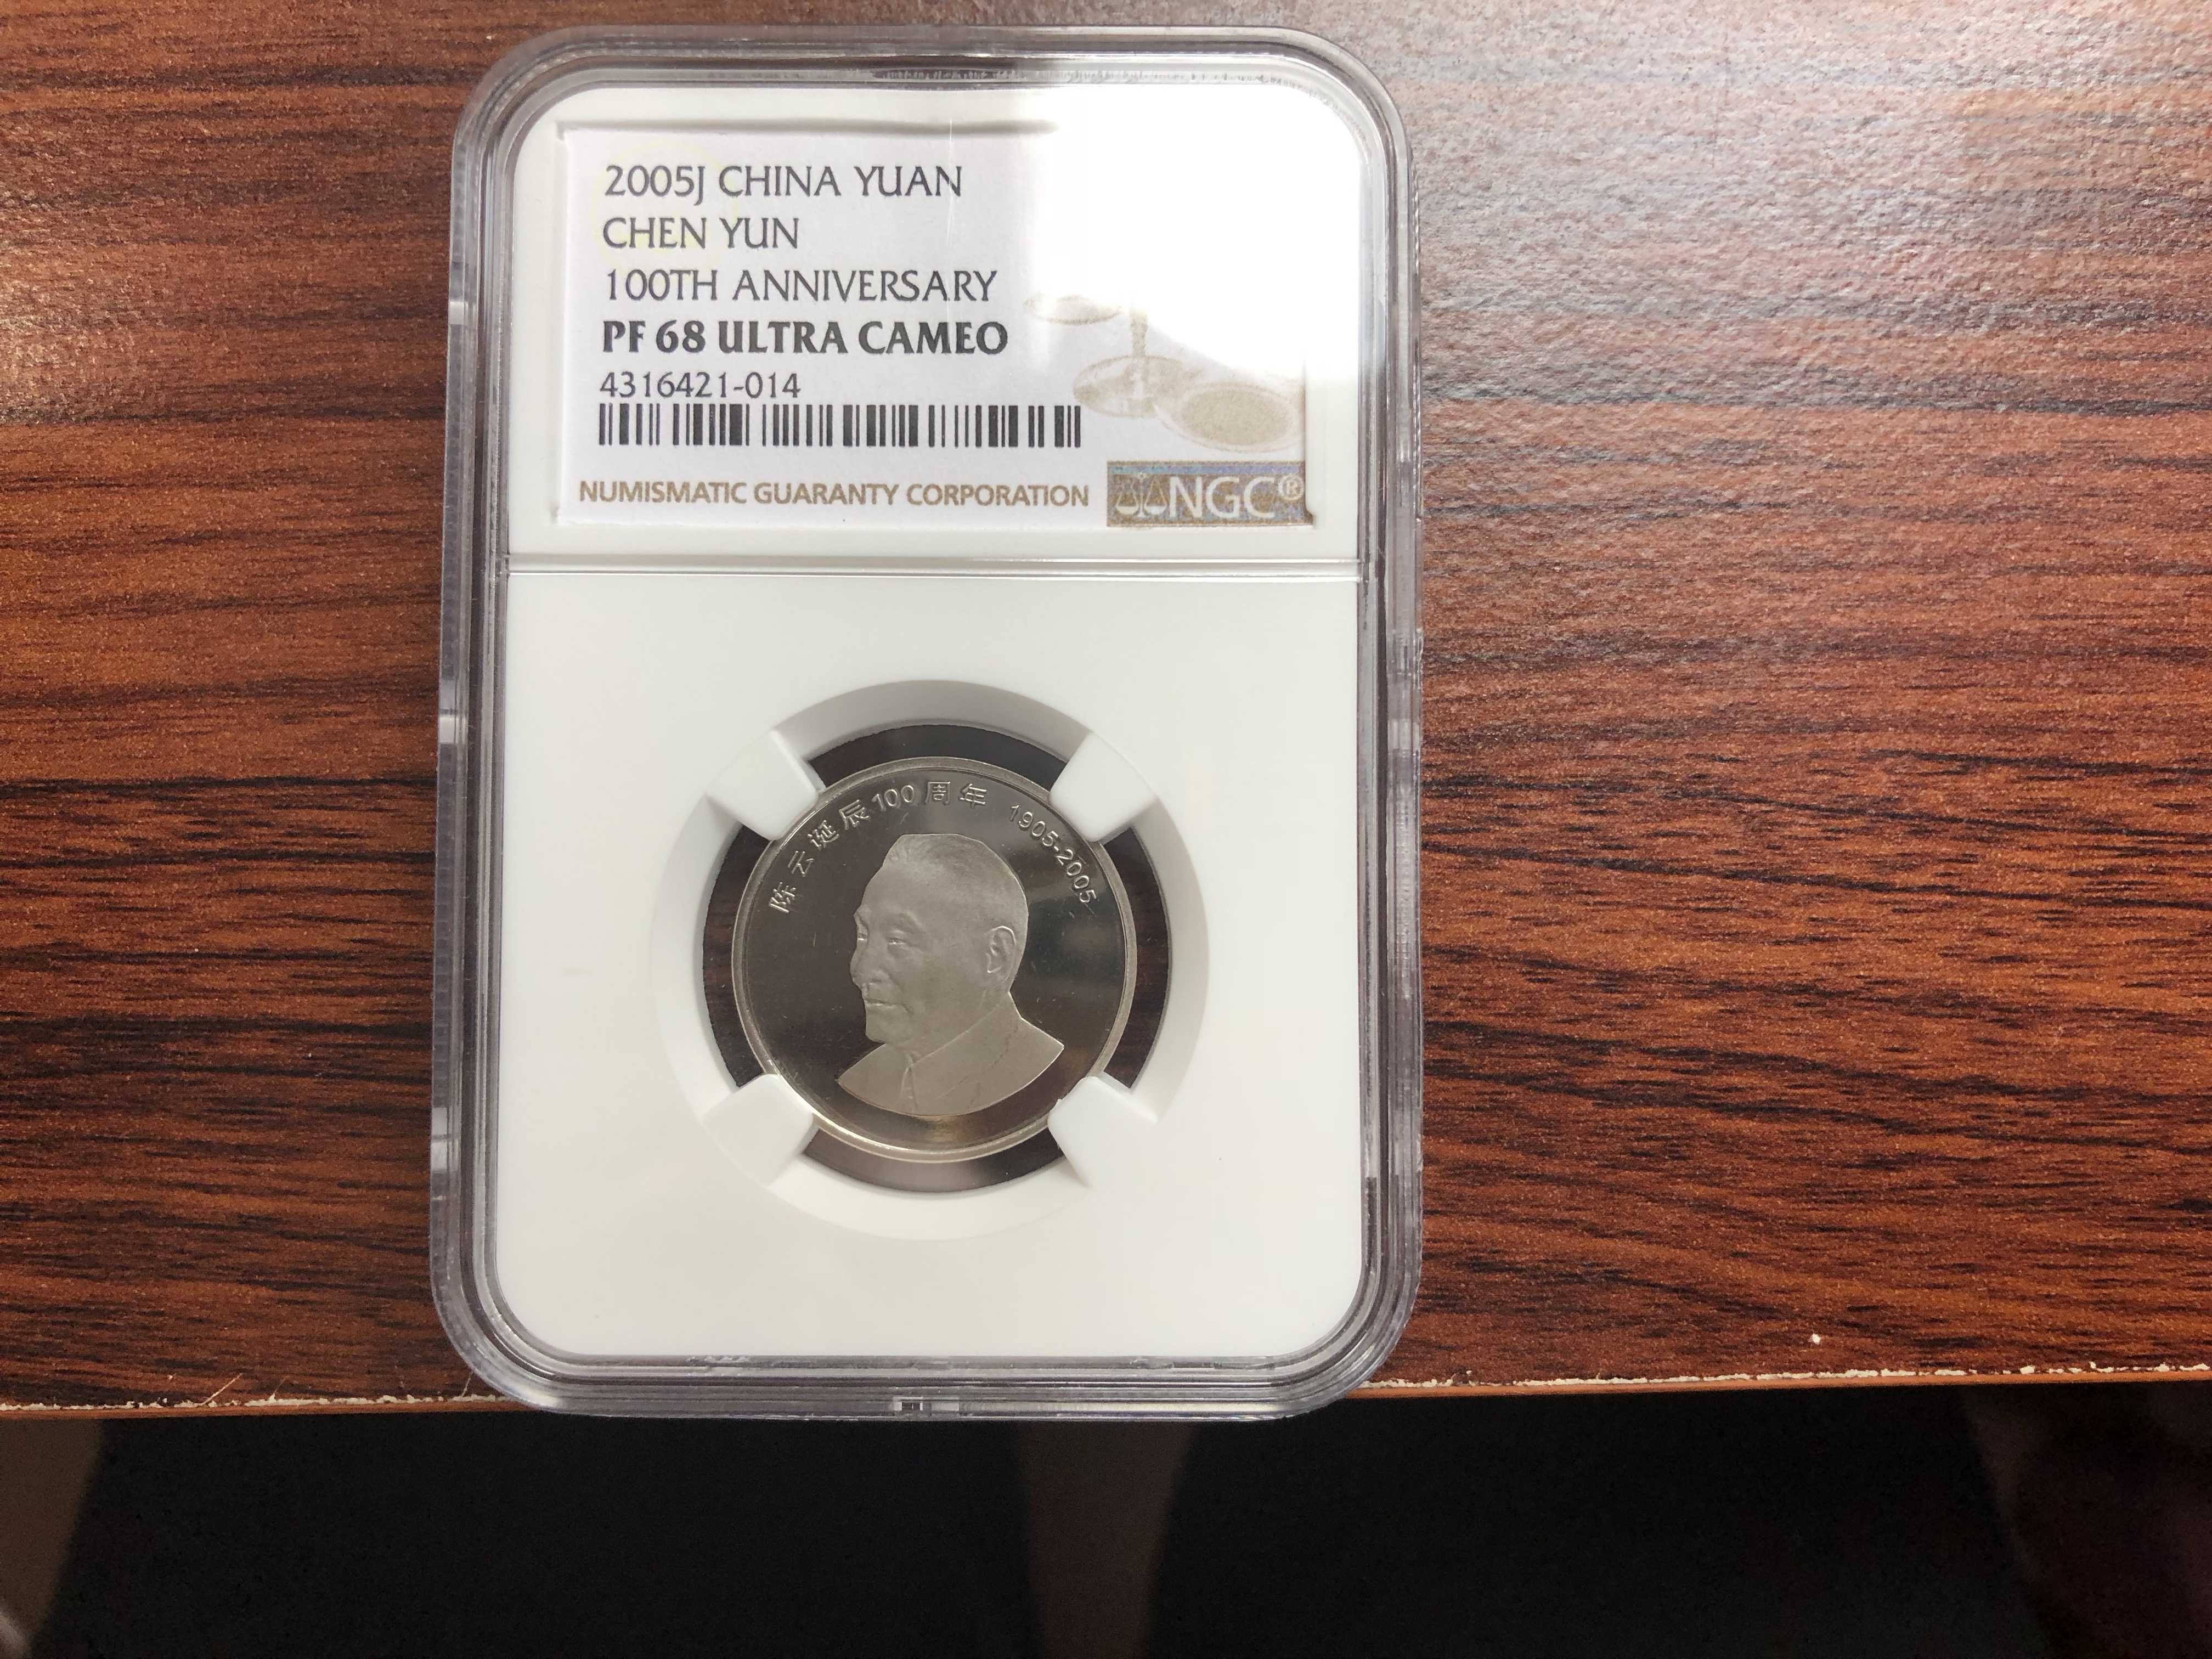 2005J CHINA YUAN
CHEN YUN
100TH ANNIVERSARY
PF 68 ULTRA CAMEO
4316421-014
NUMISMATIC GUARANTY CORPORATION
NGC®
陈云诞辰100周年 1905-2005